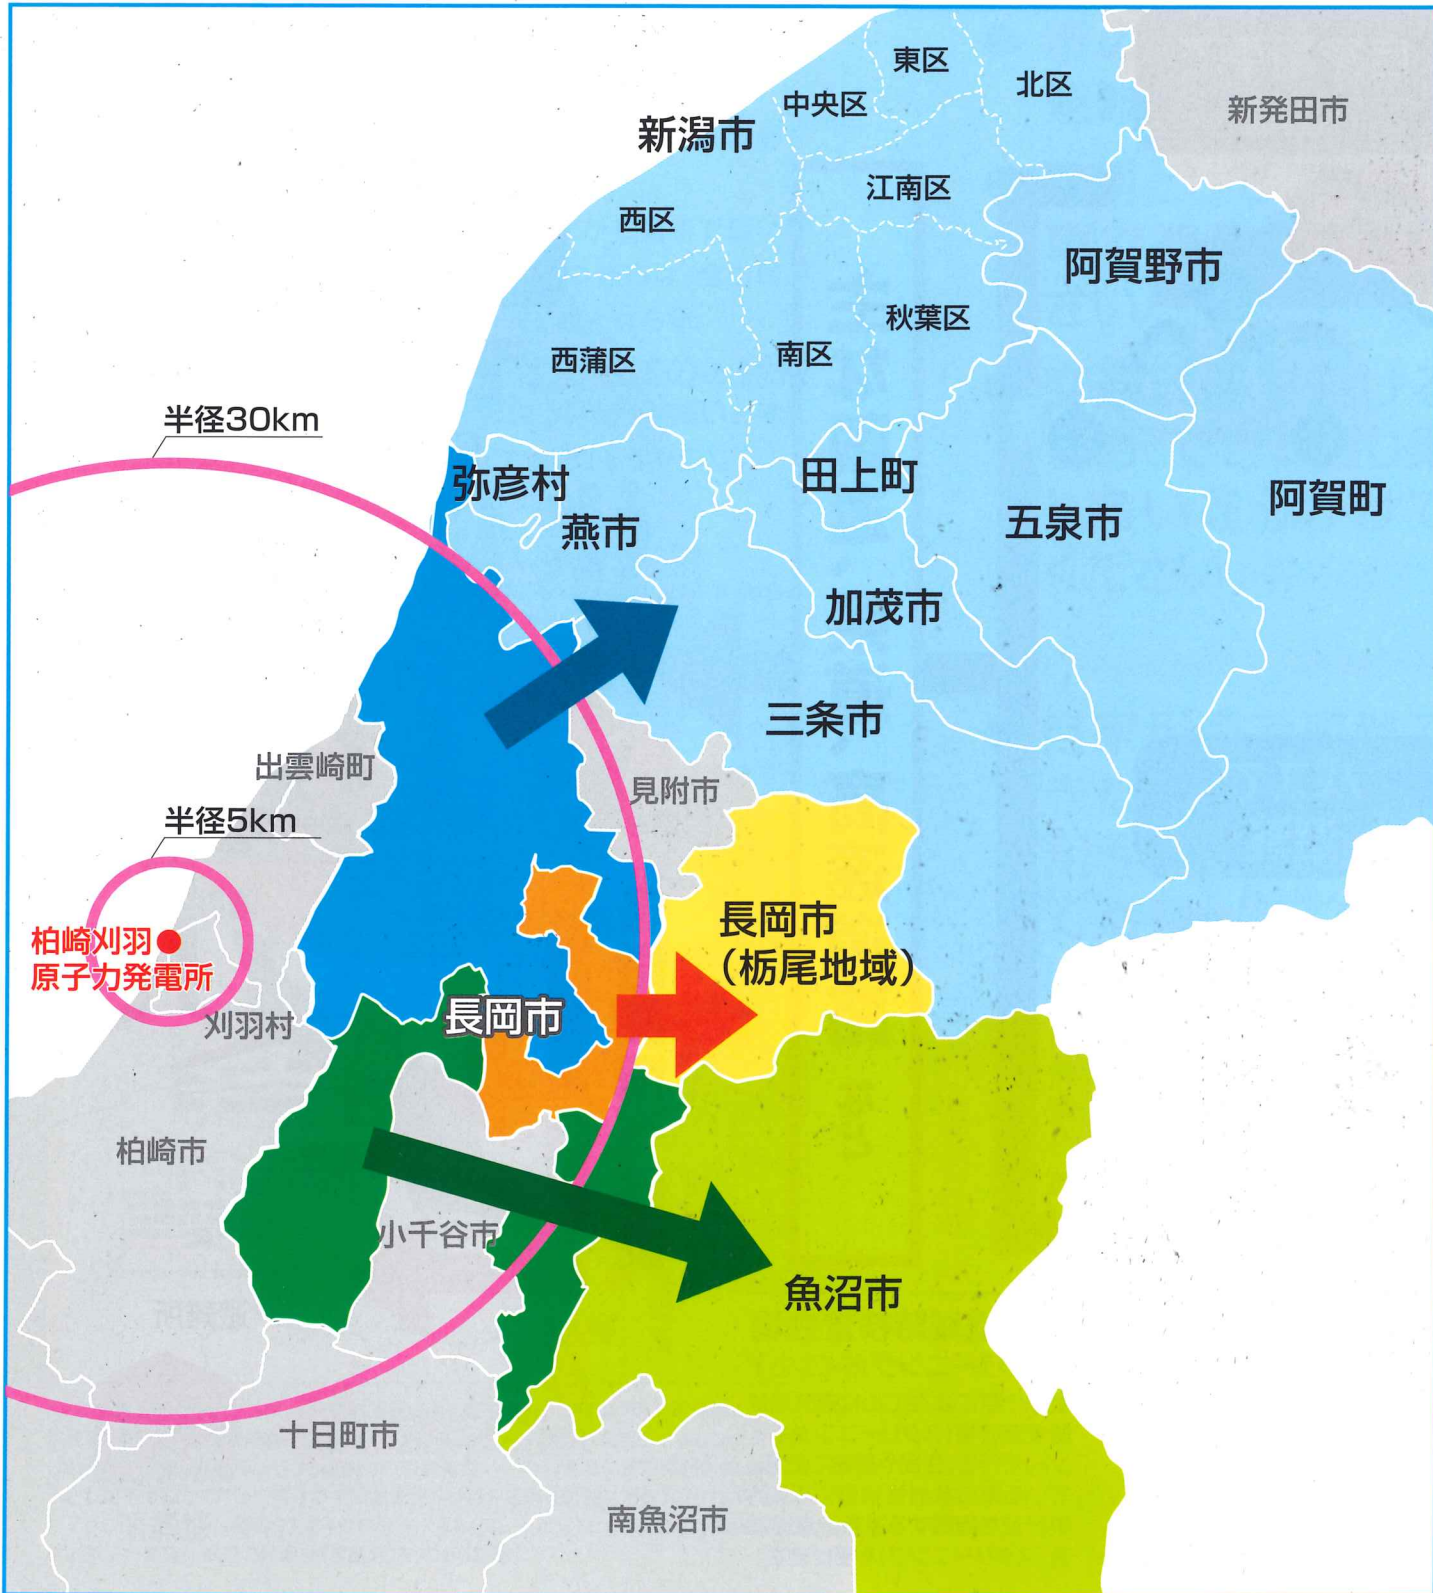 東区
北区
中央区
新発田市
新潟市
江南区
西区
阿賀野市
秋葉区
南区
西蒲区
半径30km
弥彦村
田上町
阿賀町
五泉市
燕市
加茂市
三条市
出雲崎町
見附市
半径5km
長岡市
(栃尾地域)
柏崎刈羽
原子力発電所
長岡市
刈羽村
柏崎市
小千谷市
魚沼市
十日町市
南魚沼市